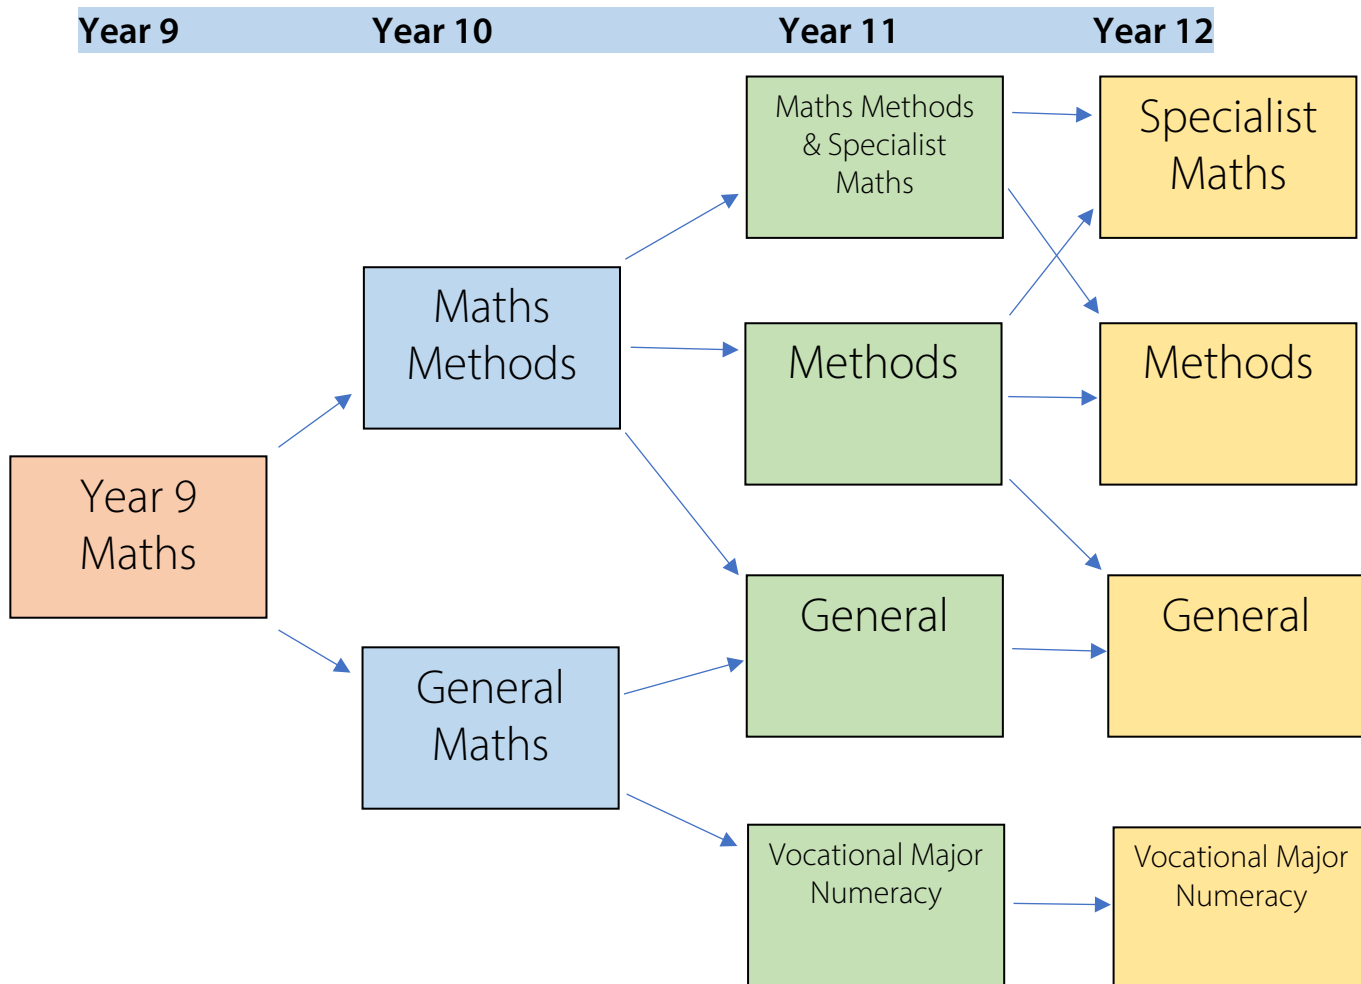 Year 9 Year 10 Year 11 Year 12
Maths Methods
& Specialist
Maths
Specialist
Maths
Maths
Methods
Methods
Methods
Year 9
Maths
General
General
General
Maths
Vocational Major
Numeracy
Vocational Major
Numeracy